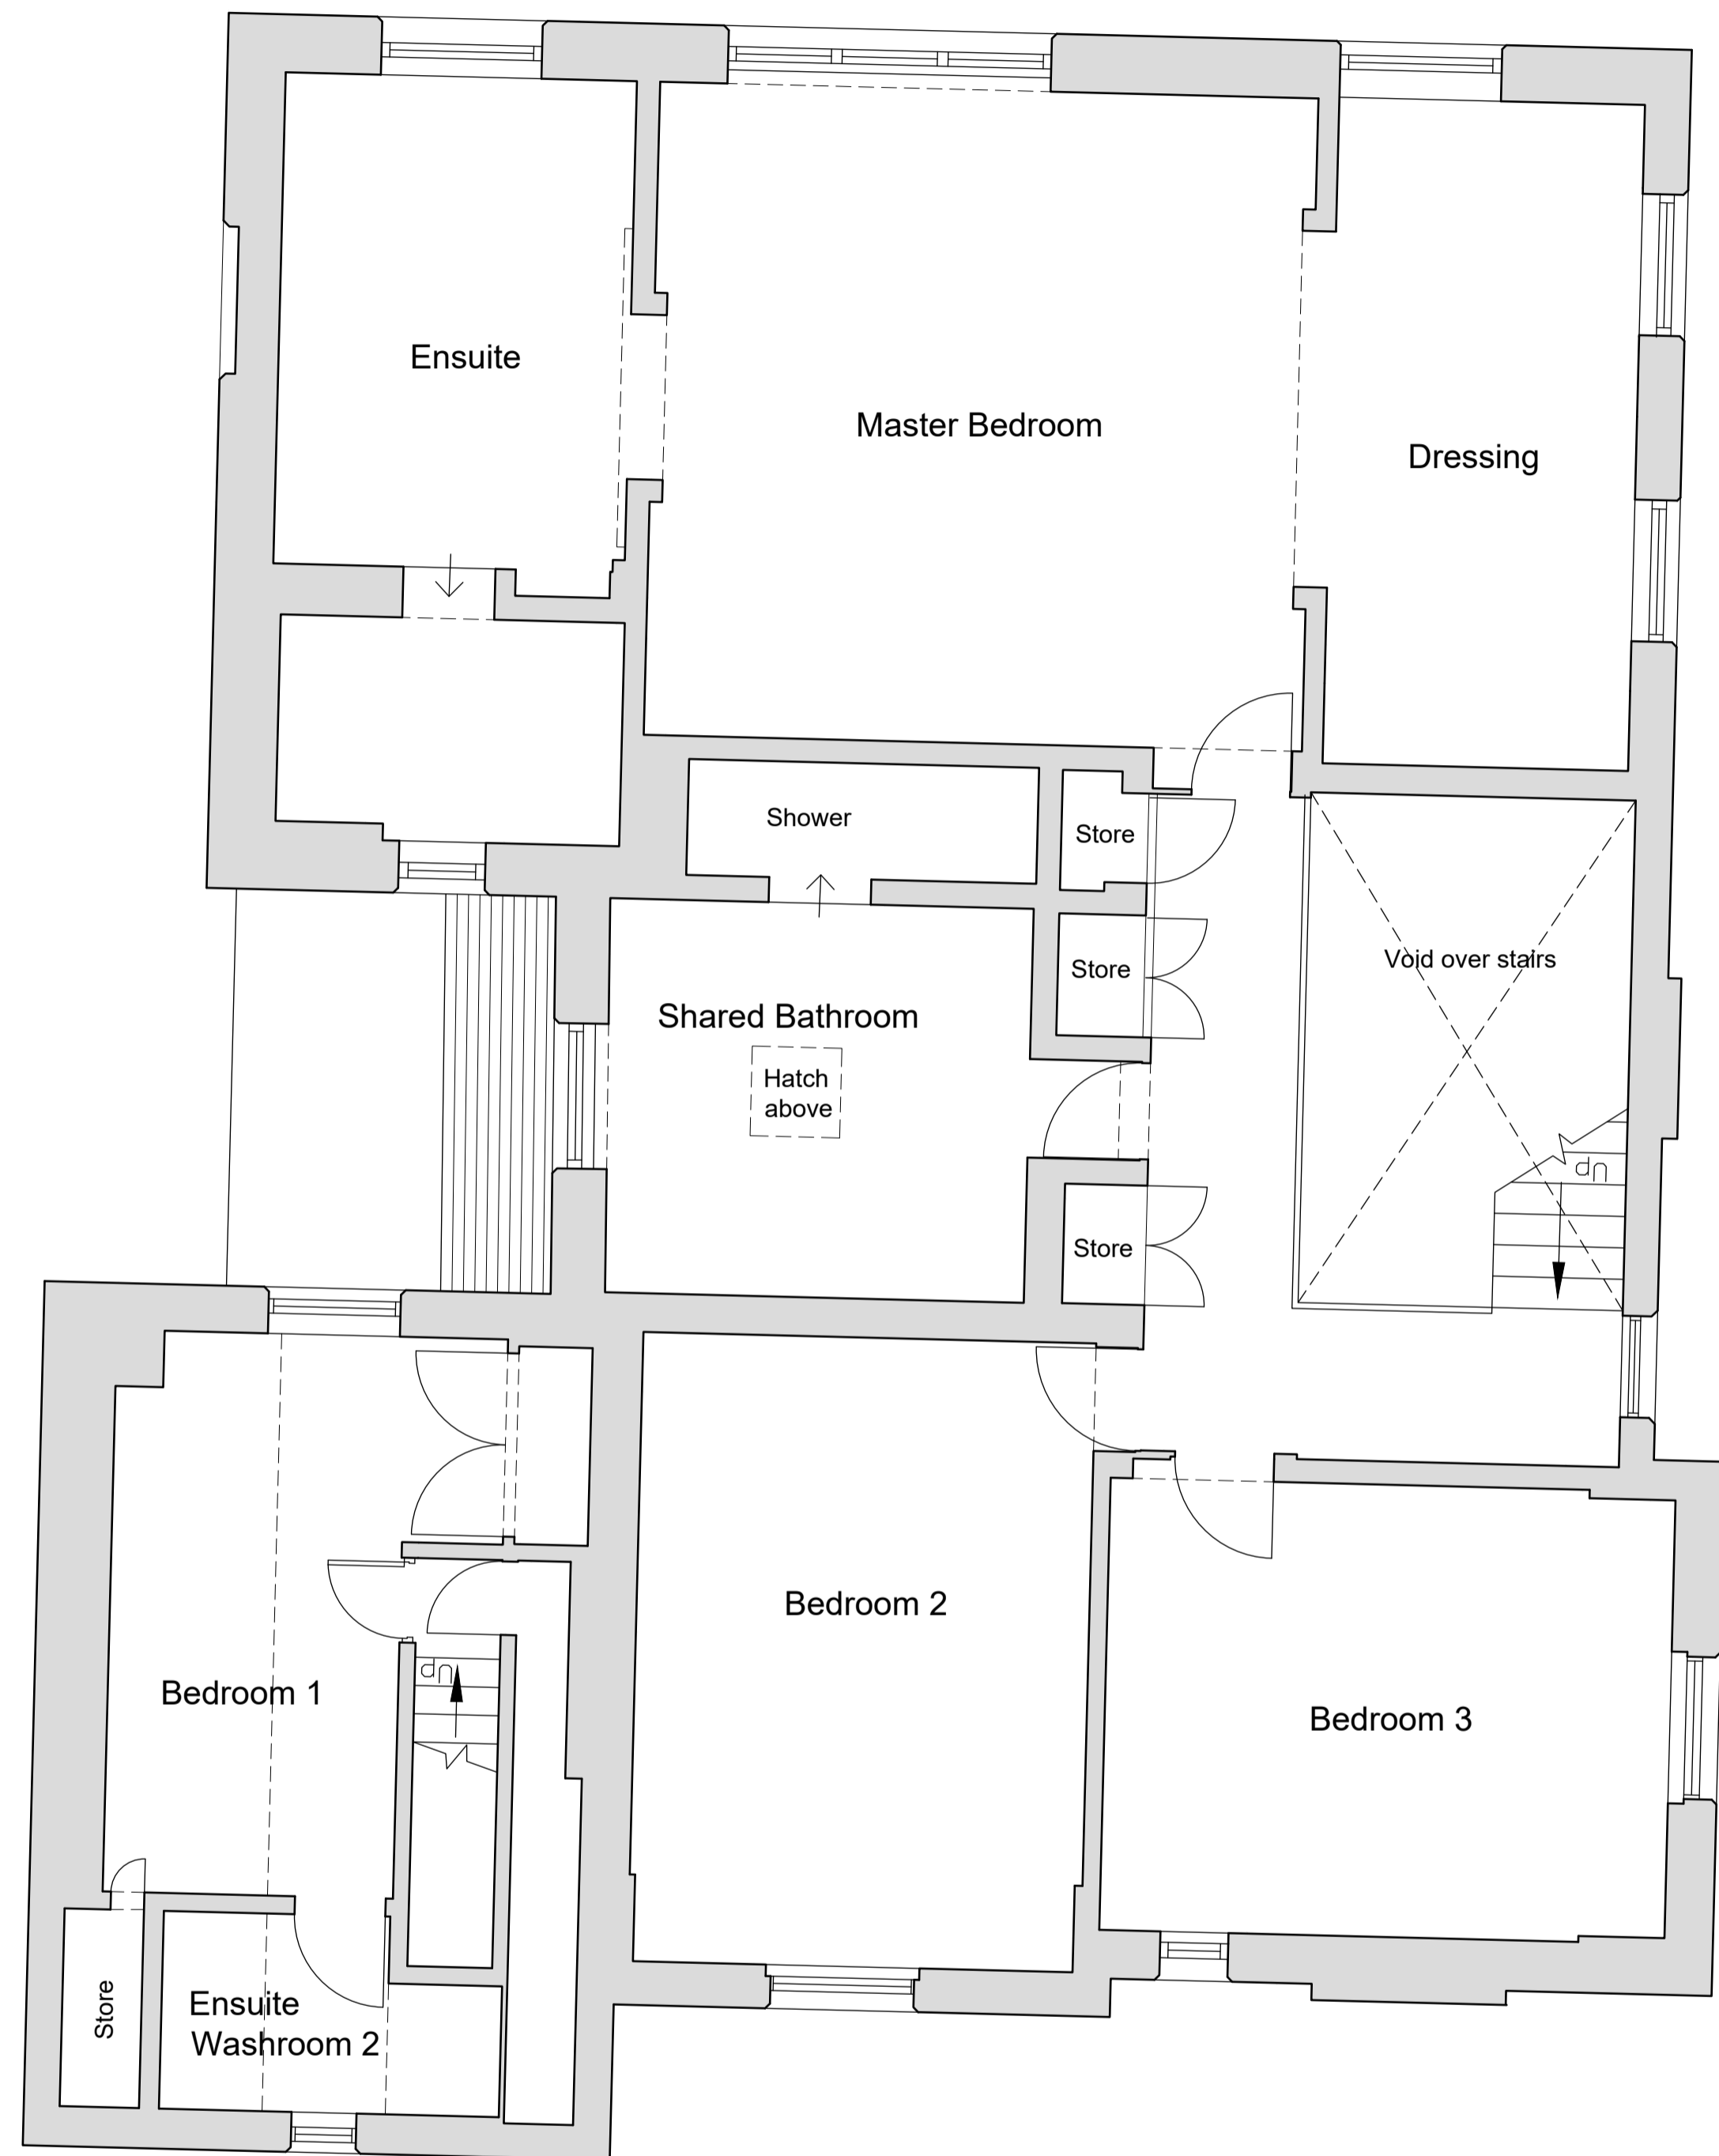 Ensuite
Master Bedroom
Dressing
Shower
Store
Store
Void over stairs
Shared Bathroom
Hatch
above
up
Store
Bedroom 2
Bedroom 1
up
Bedroom 3
Store
Ensuite
Washroom 2